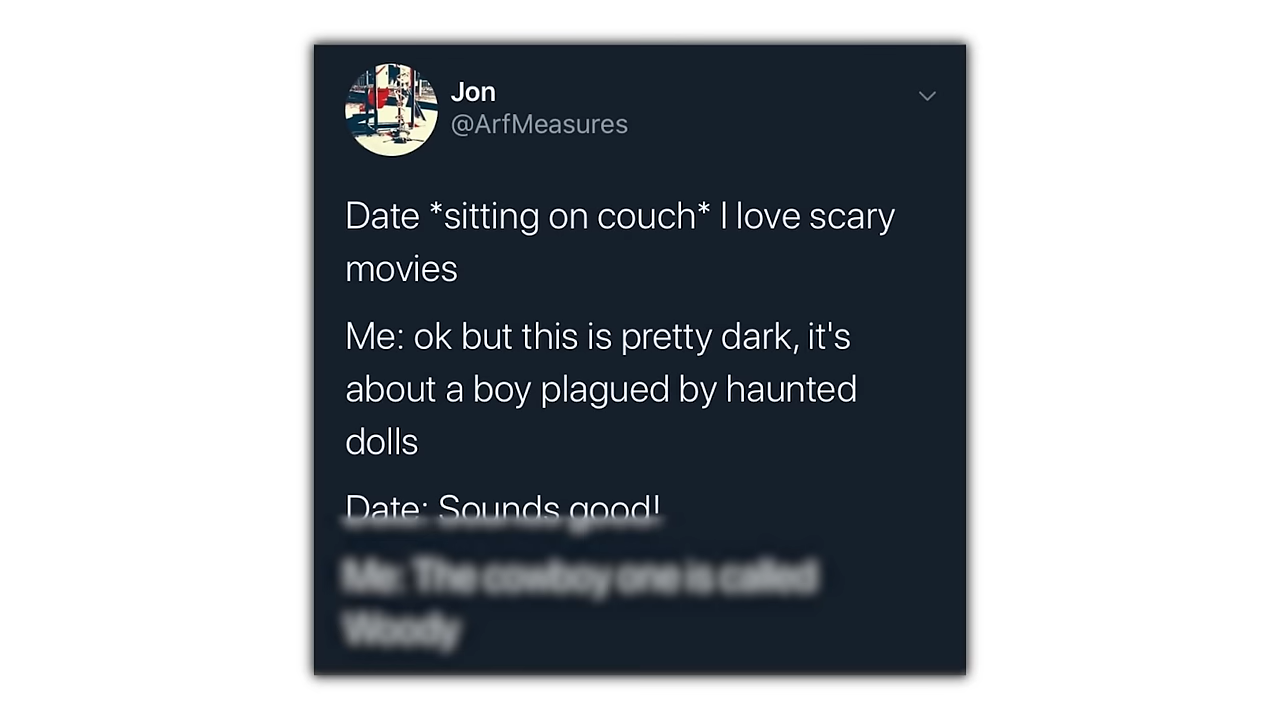 Jon
@ArfMeasures
Date *sitting on couch* I love scary
movies
Me: ok but this is pretty dark, it's
about a boy plagued by haunted
dolls
Date: Sounds good!
Me: The cowboy one is called
Woody